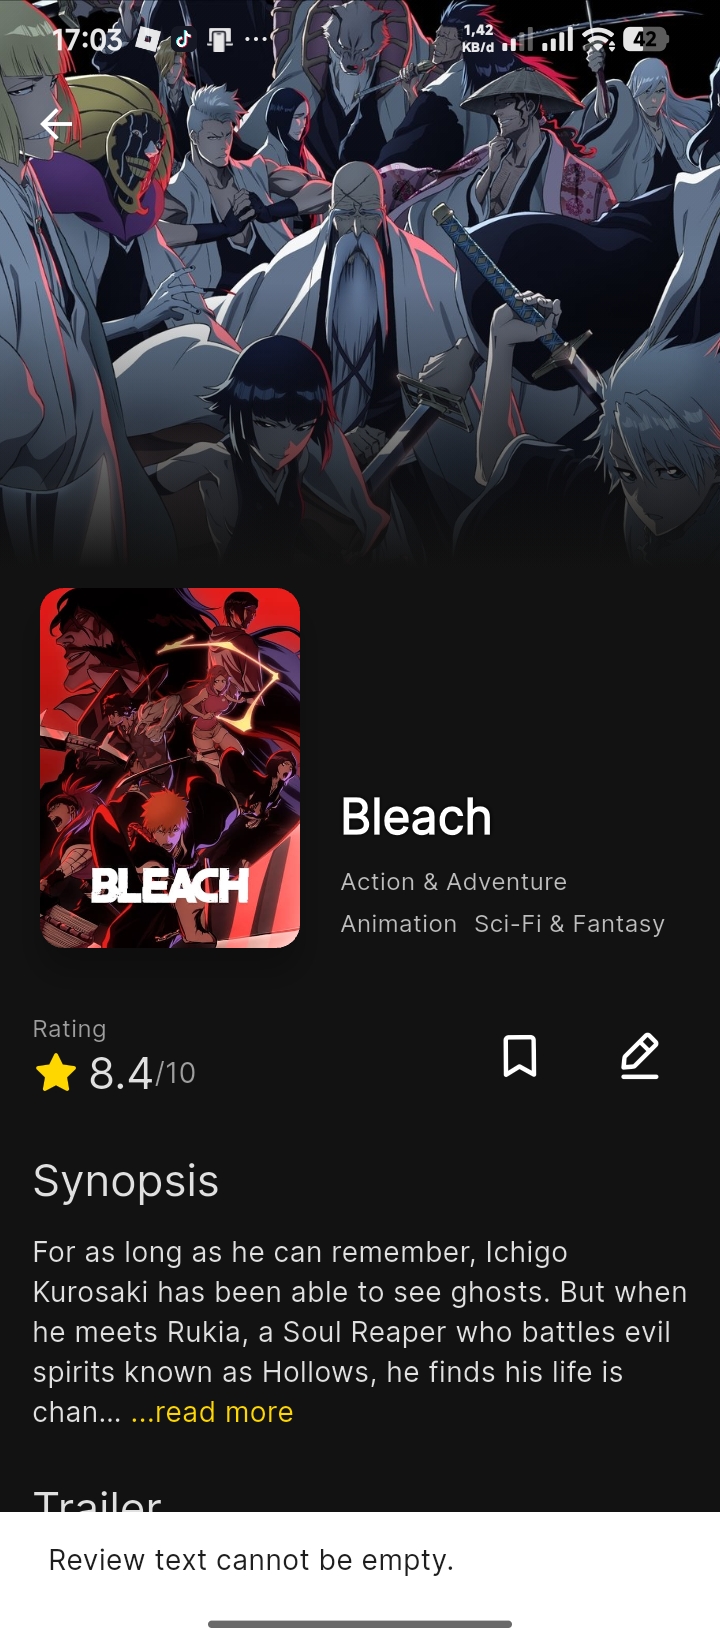 17:03
1,42
KB/d
42
BLEACH
Bleach
Action & Adventure
Animation Sci-Fi & Fantasy
Rating
8.4/10
Synopsis
For as long as he can remember, Ichigo
Kurosaki has been able to see ghosts. But when
he meets Rukia, a Soul Reaper who battles evil
spirits known as Hollows, he finds his life is
chan... ...read more
Trailer
Review text cannot be empty.